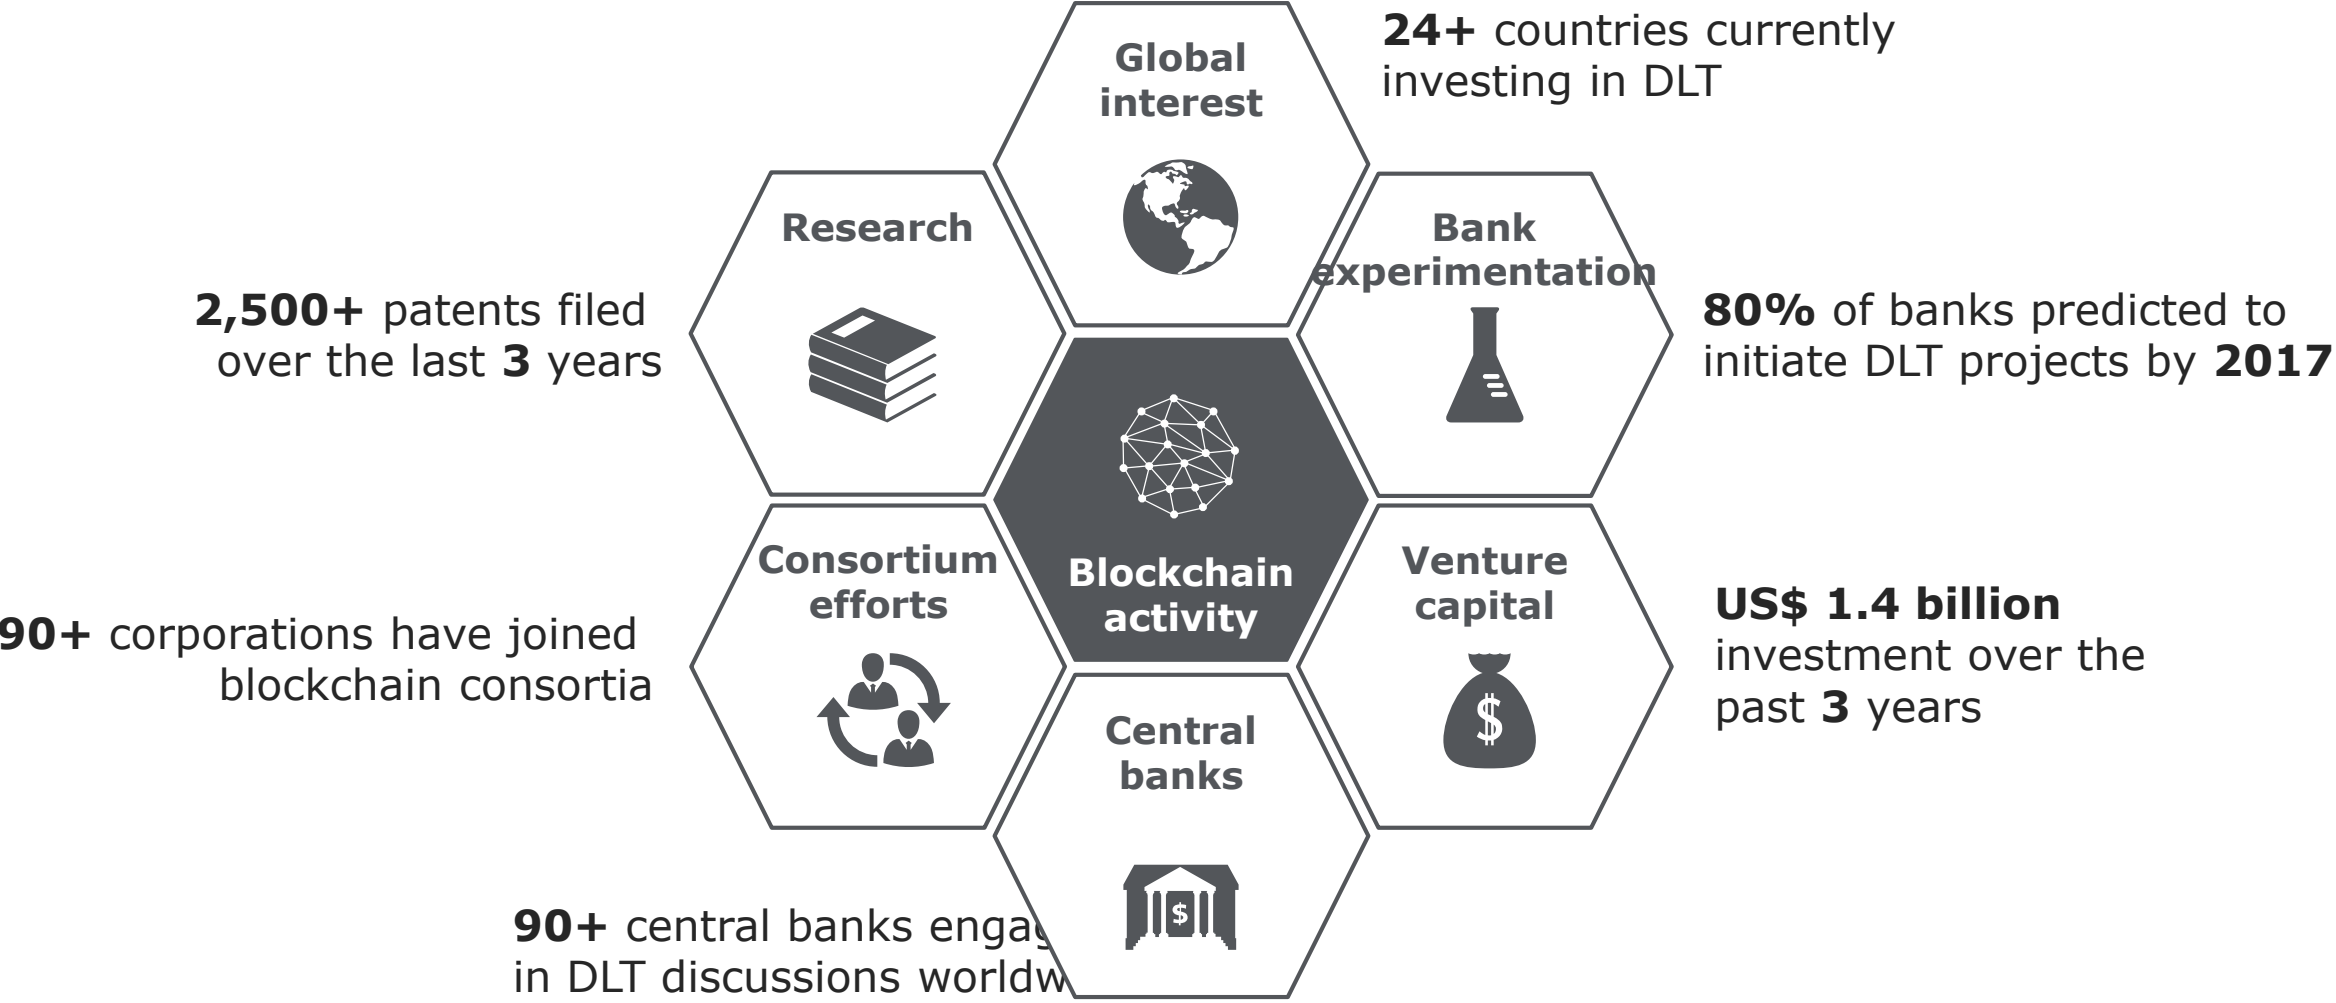 Global
interest
24+ countries currently
investing in DLT
Research
2,500+ patents filed
over the last 3 years
Bank
experimentation
80% of banks predicted to
initiate DLT projects by 2017
Blockchain
activity
Consortium
efforts
90+ corporations have joined
blockchain consortia
Venture
capital
US$ 1.4 billion
investment over the
past 3 years
Central
banks
$
$
90+ central banks
in DLT discussions